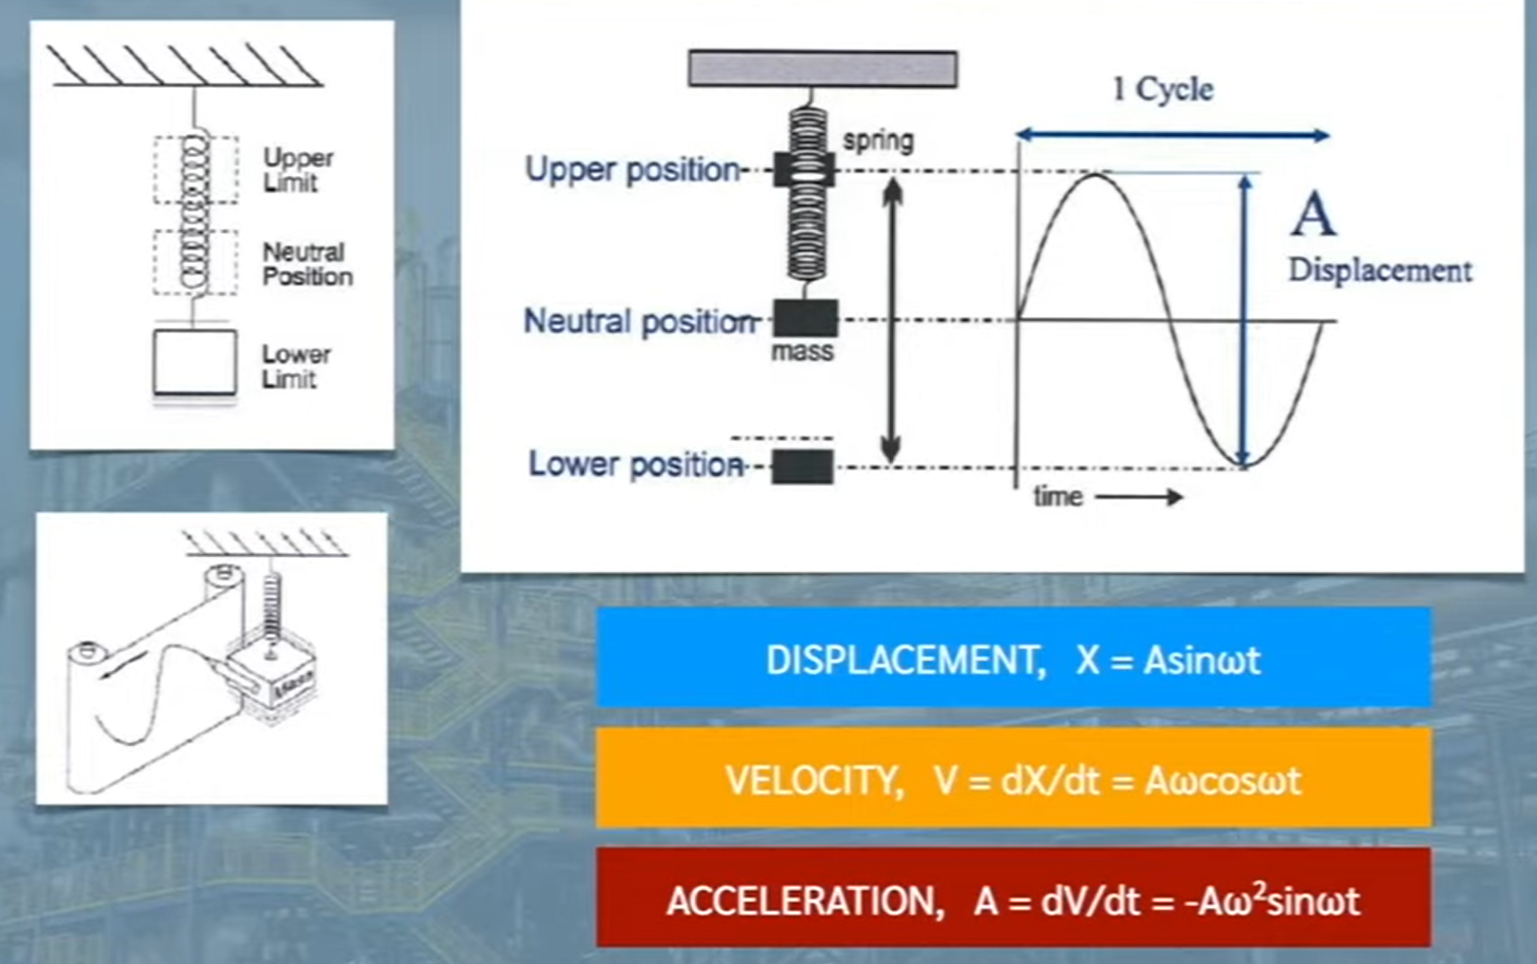 Upper
Limit
Neutral
Position
Lower
Limit
1 Cycle
spring
Upper position
A
Displacement
Neutral position
mass
Lower position
time
Mass
DISPLACEMENT, X = Asinωt
VELOCITY, V = dX/dt = Aωcosωt
ACCELERATION, A = dV/dt = -Aω²sinωt